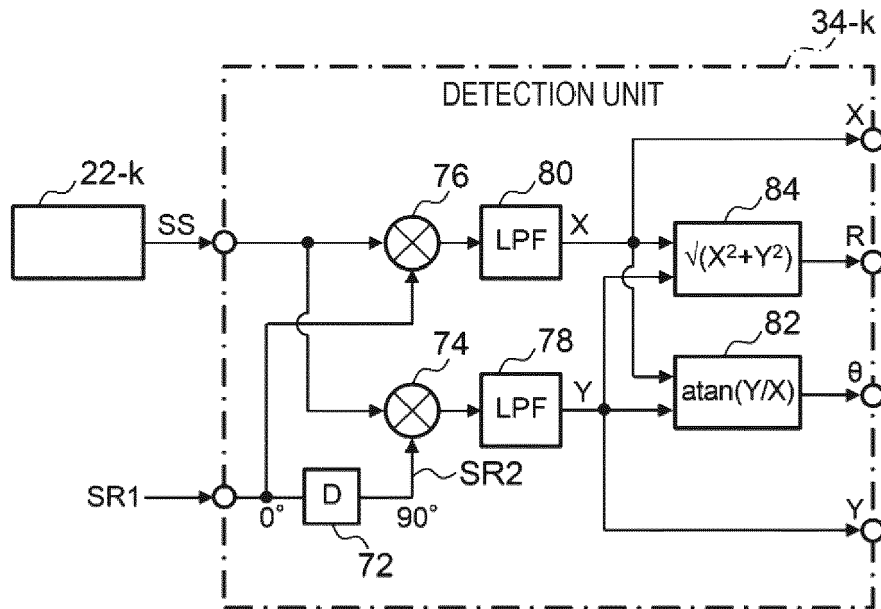 34-k
DETECTION UNIT
X
22-k
76
80
84
SS
LPF
X
√(X²+Y²)
R
74
78
82
LPF
Y
atan(Y/X)
θ
SR2
SR1
0°
D
90°
Y
72